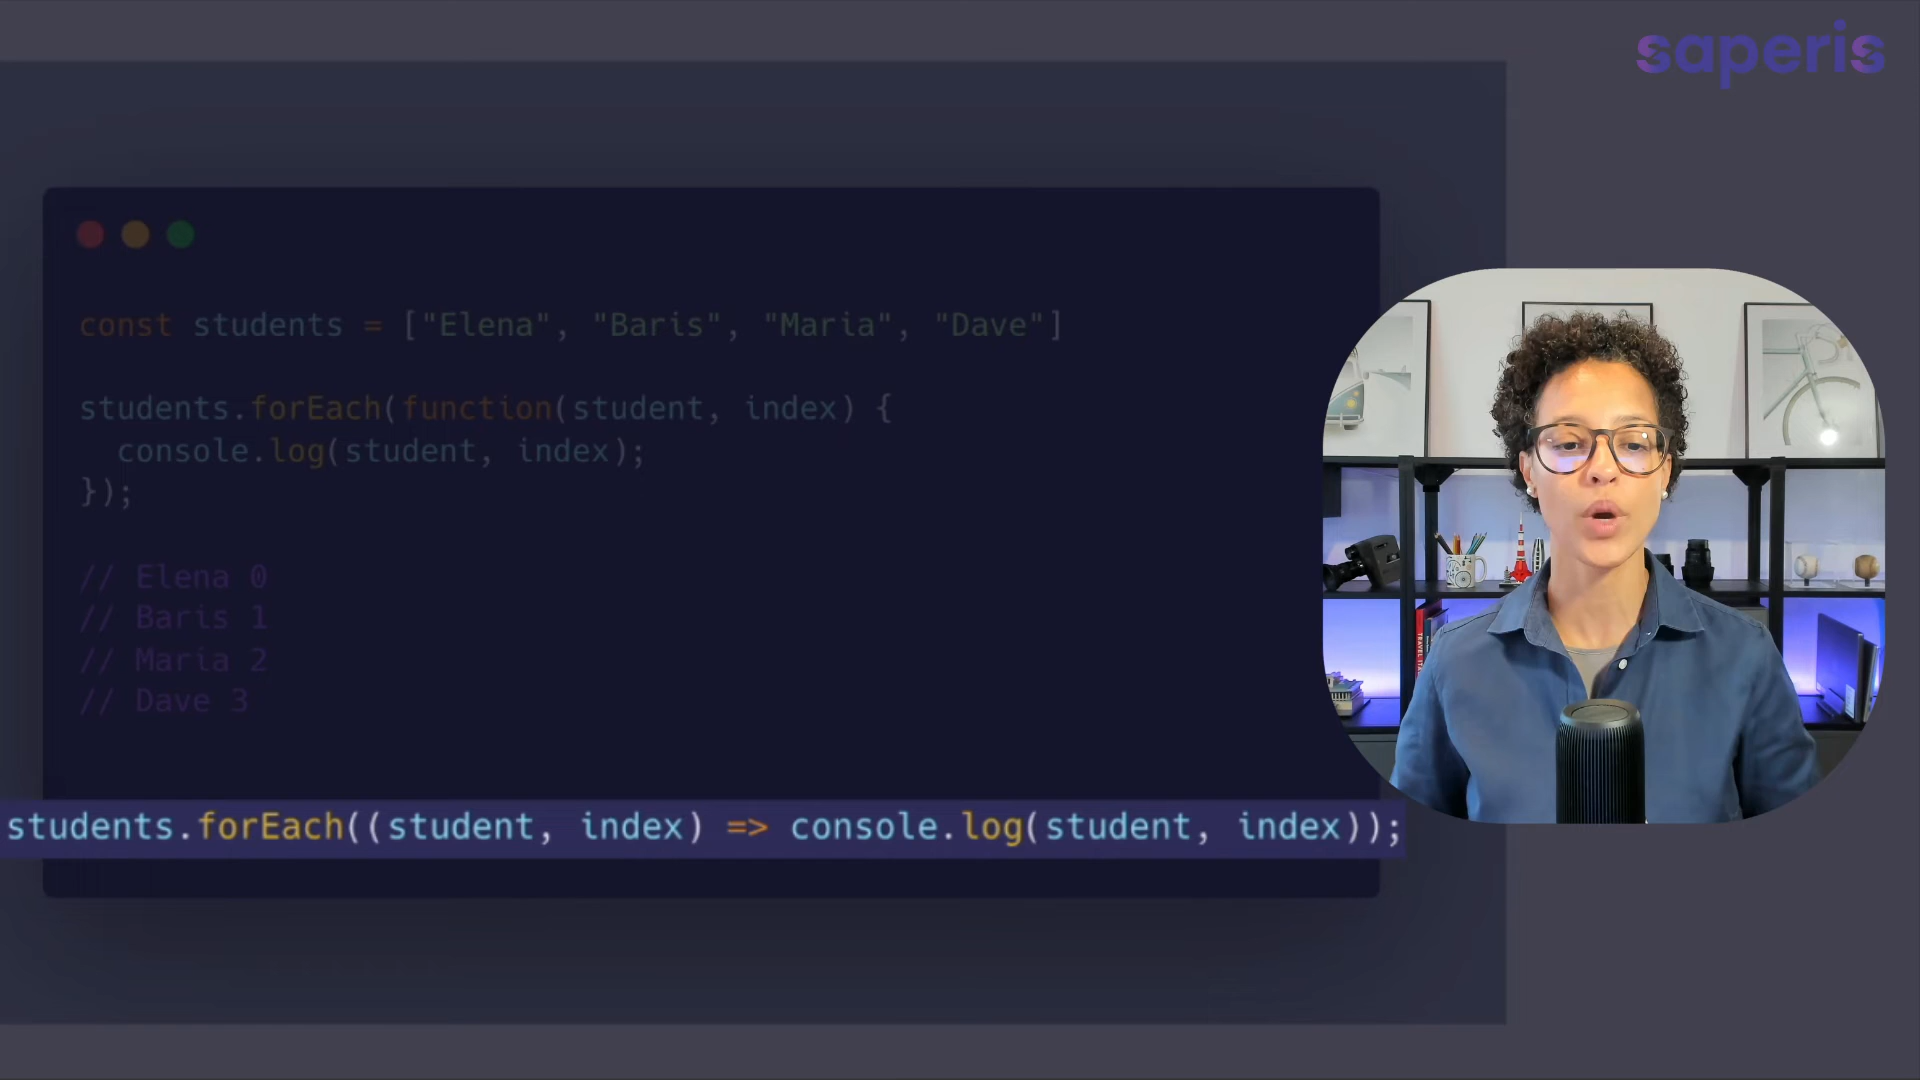 saperis
const students = ["Elena", "Baris", "Maria", "Dave"]
students.forEach(function(student, index) {
  console.log(student, index);
});
// Elena 0
// Baris 1
// Maria 2
// Dave 3
students.forEach((student, index) => console.log(student, index));